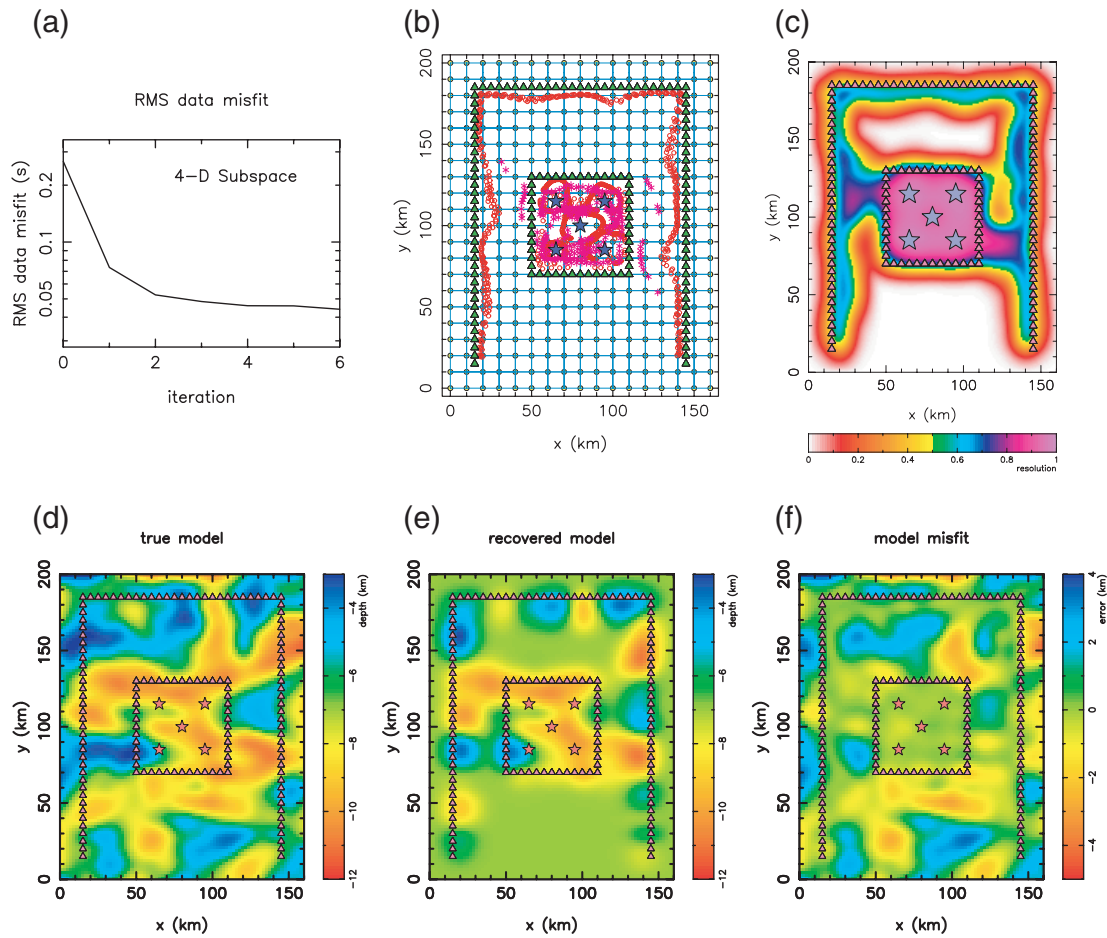 (a)
RMS data misfit
4-D Subspace
RMS data misfit (s)
0.2
0.1
0.05
0 2 4 6
iteration
(b)
y (km)
200
150
100
50
0
0 50 100 150
x (km)
(c)
y (km)
200
150
100
50
0
0 50 100 150
x (km)
0 0.2 0.4 0.6 0.8 1
resolution
(d)
true model
y (km)
200
150
100
50
0
0 50 100 150
x (km)
depth (km)
−4
−6
−8
−10
−12
(e)
recovered model
y (km)
200
150
100
50
0
0 50 100 150
x (km)
depth (km)
−4
−6
−8
−10
−12
(f)
model misfit
y (km)
200
150
100
50
0
0 50 100 150
x (km)
error (km)
4
2
0
−2
−4